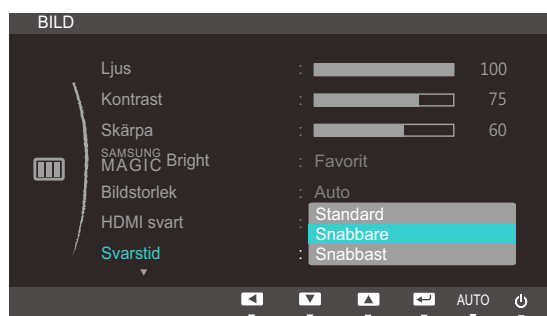 BILD
Ljus : 100
Kontrast : 75
Skärpa : 60
SAMSUNG MAGIC Bright : Favorit
Bildstorlek : Auto
HDMI svart :
Svarstid :
Standard
Snabbare
Snabbast
AUTO